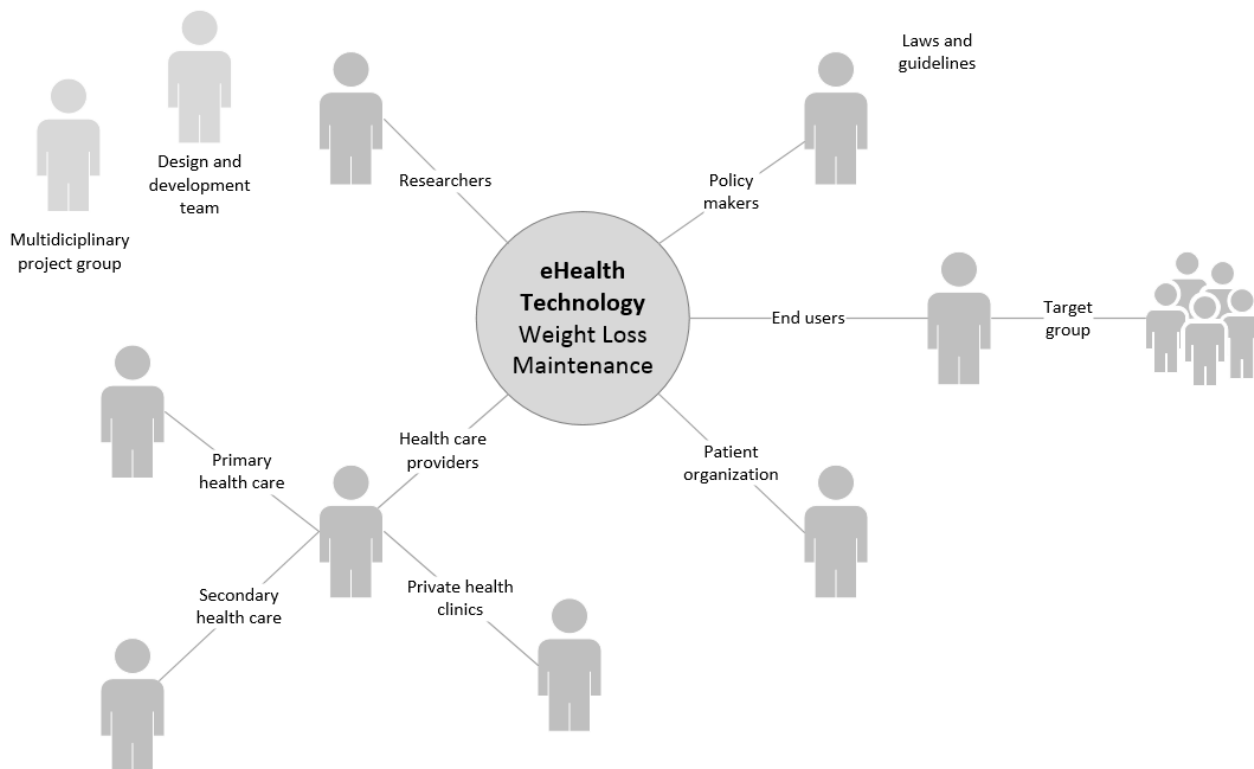 Laws and
guidelines
Design and
development
team
Multidiciplinary
project group
Researchers
Policy
makers
eHealth
Technology
Weight Loss
Maintenance
End users
Target
group
Health care
providers
Patient
organization
Primary
health care
Secondary
health care
Private health
clinics